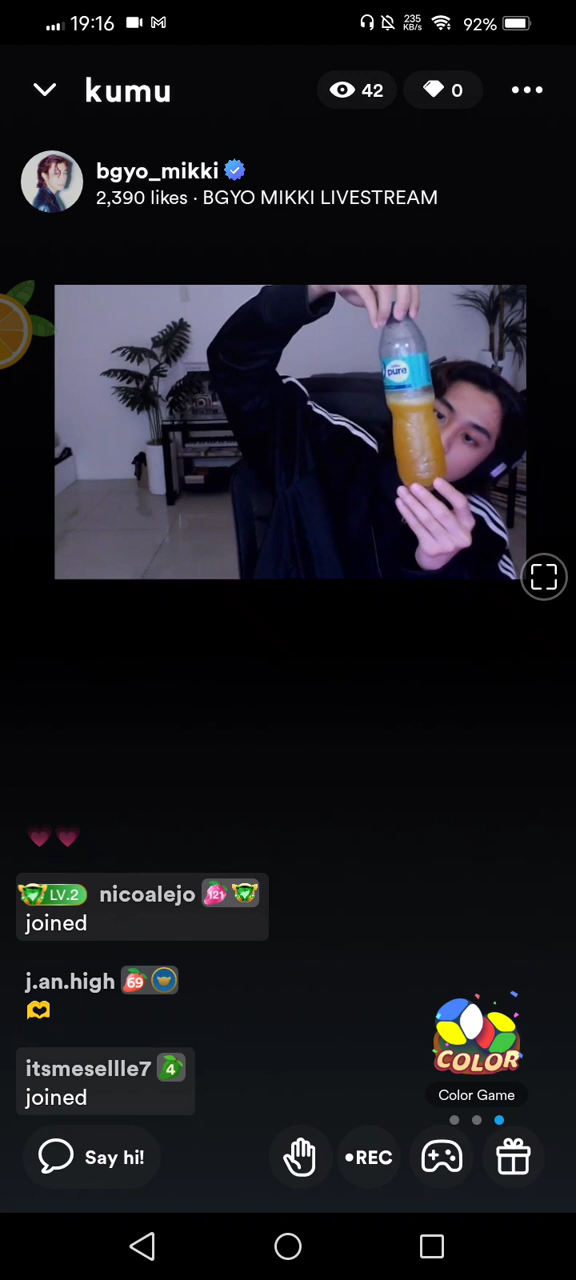 19:16 235 KB/s 92%
kumu 42 0
bgyo_mikki
2,390 likes · BGYO MIKKI LIVESTREAM
pure
LV.2 nicoalejo 121
joined
j.an.high 69
itsmesellle7 4
joined
COLOR
Color Game
Say hi! •REC